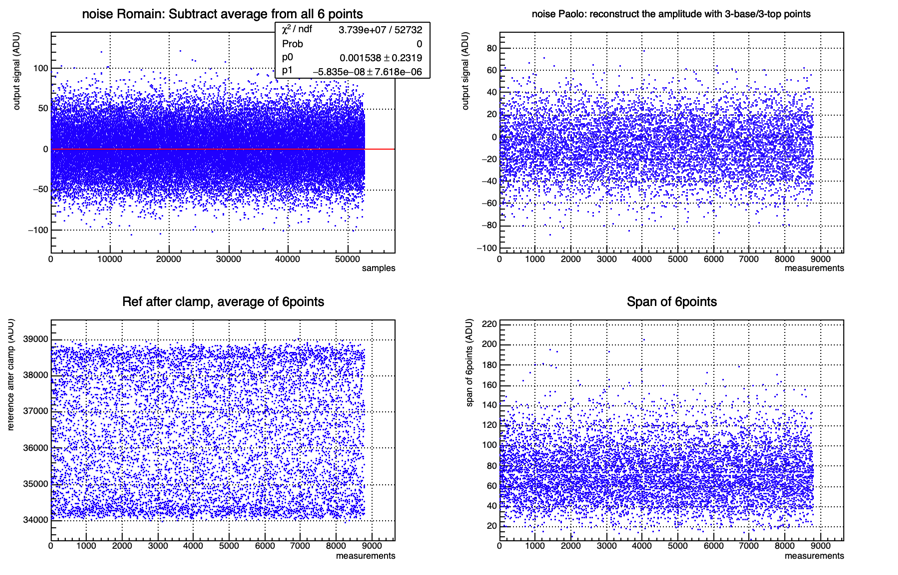 noise Romain: Subtract average from all 6 points
χ² / ndf 3.739e+07 / 52732
Prob 0
p0 0.001538 ± 0.2319
p1 −5.835e−08 ± 7.618e−06
output signal (ADU)
100
50
0
−50
−100
0 10000 20000 30000 40000 50000
samples
noise Paolo: reconstruct the amplitude with 3-base/3-top points
output signal (ADU)
80
60
40
20
0
−20
−40
−60
−80
−100
0 1000 2000 3000 4000 5000 6000 7000 8000 9000
measurements
Ref after clamp, average of 6points
reference after clamp (ADU)
39000
38000
37000
36000
35000
34000
0 1000 2000 3000 4000 5000 6000 7000 8000 9000
measurements
Span of 6points
span of 6points (ADU)
220
200
180
160
140
120
100
80
60
40
20
0 1000 2000 3000 4000 5000 6000 7000 8000 9000
measurements